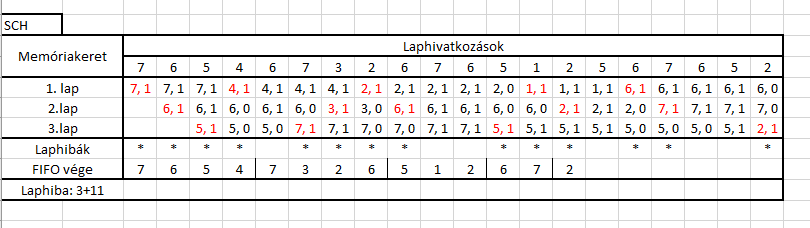 SCH
Memóriakeret Laphivatkozások
7 6 5 4 6 7 3 2 6 7 6 5 1 2 5 6 7 6 5 2
1. lap 7, 1 7, 1 7, 1 4, 1 4, 1 4, 1 4, 1 2, 1 2, 1 2, 1 2, 1 2, 0 1, 1 1, 1 1, 1 6, 1 6, 1 6, 1 6, 1 6, 0
2.lap 6, 1 6, 1 6, 0 6, 1 6, 0 3, 1 3, 0 6, 1 6, 1 6, 1 6, 0 6, 0 2, 1 2, 1 2, 0 7, 1 7, 1 7, 1 7, 0
3.lap 5, 1 5, 0 5, 0 7, 1 7, 1 7, 0 7, 0 7, 1 7, 1 5, 1 5, 1 5, 1 5, 1 5, 0 5, 0 5, 0 5, 1 2, 1
Laphibák * * * * * * * * * * * * * *
FIFO vége 7 6 5 4 7 3 2 6 5 1 2 6 7 2
Laphiba: 3+11